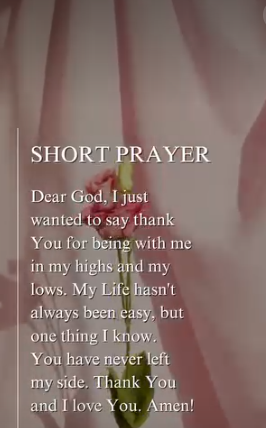 SHORT PRAYER
Dear God, I just
wanted to say thank
You for being with me
in my highs and my
lows. My Life hasn't
always been easy, but
one thing I know.
You have never left
my side. Thank You
and I love You, Amen!